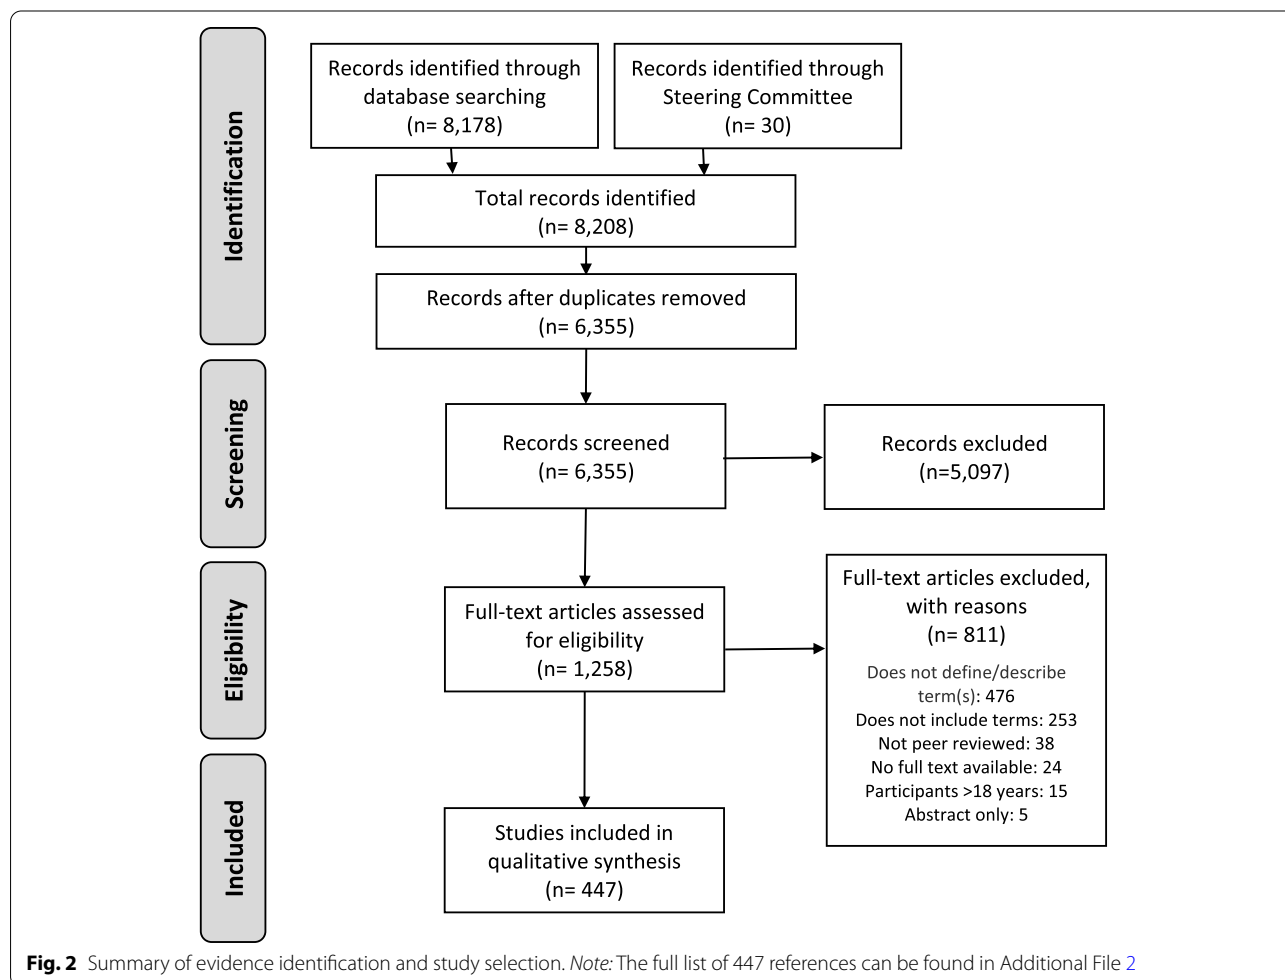 Identification
Records identified through
database searching
(n= 8,178)
Records identified through
Steering Committee
(n= 30)
Total records identified
(n= 8,208)
Records after duplicates removed
(n= 6,355)
Screening
Records screened
(n= 6,355)
Records excluded
(n=5,097)
Eligibility
Full-text articles assessed
for eligibility
(n= 1,258)
Full-text articles excluded,
with reasons
(n= 811)
Does not define/describe
term(s): 476
Does not include terms: 253
Not peer reviewed: 38
No full text available: 24
Participants >18 years: 15
Abstract only: 5
Included
Studies included in
qualitative synthesis
(n= 447)
Fig. 2 Summary of evidence identification and study selection. Note: The full list of 447 references can be found in Additional File 2